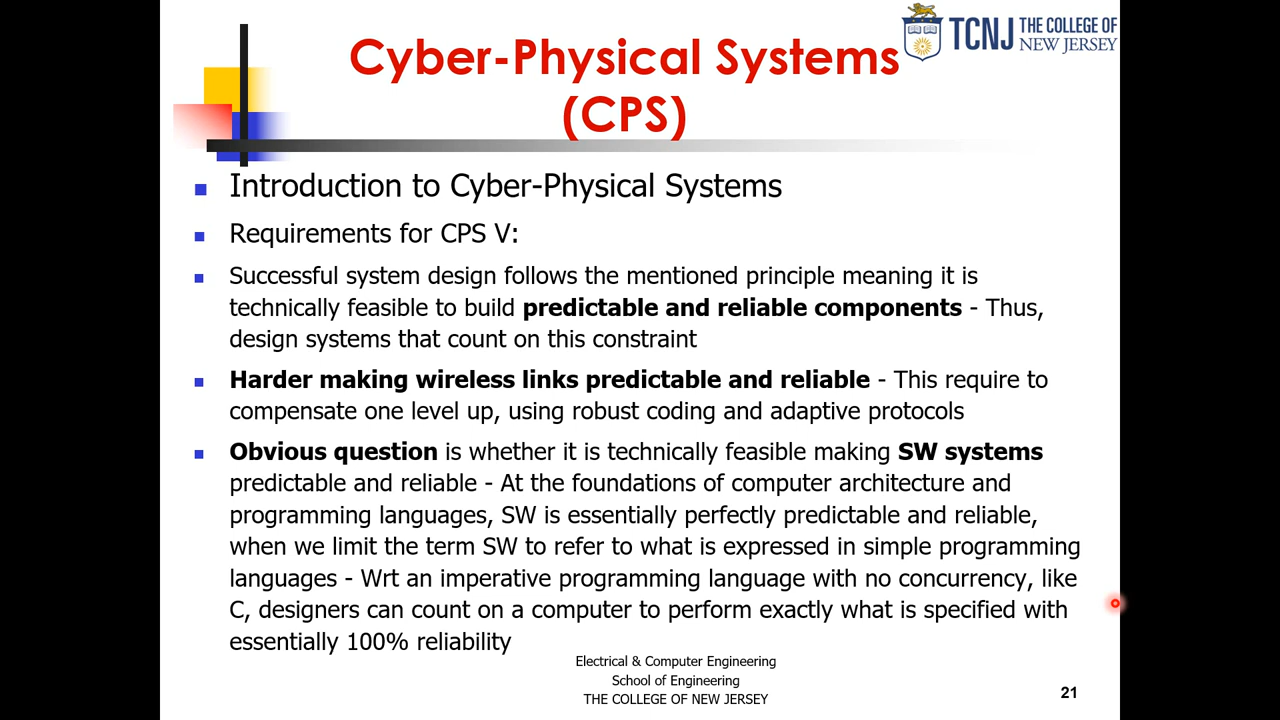 TCNJ THE COLLEGE OF
NEW JERSEY
Cyber-Physical Systems
(CPS)
Introduction to Cyber-Physical Systems
Requirements for CPS V:
Successful system design follows the mentioned principle meaning it is
technically feasible to build predictable and reliable components - Thus,
design systems that count on this constraint
Harder making wireless links predictable and reliable - This require to
compensate one level up, using robust coding and adaptive protocols
Obvious question is whether it is technically feasible making SW systems
predictable and reliable - At the foundations of computer architecture and
programming languages, SW is essentially perfectly predictable and reliable,
when we limit the term SW to refer to what is expressed in simple programming
languages - Wrt an imperative programming language with no concurrency, like
C, designers can count on a computer to perform exactly what is specified with
essentially 100% reliability
Electrical & Computer Engineering
School of Engineering
THE COLLEGE OF NEW JERSEY
21